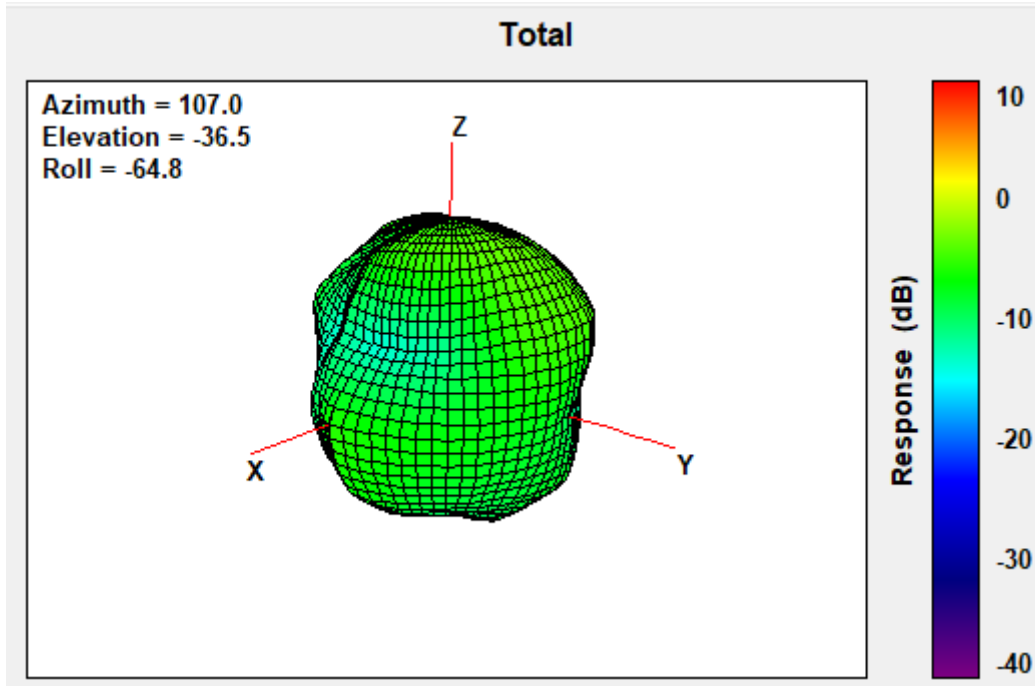 Total
Azimuth = 107.0
Elevation = -36.5
Roll = -64.8
Z
X
Y
10
0
-10
-20
-30
-40
Response (dB)